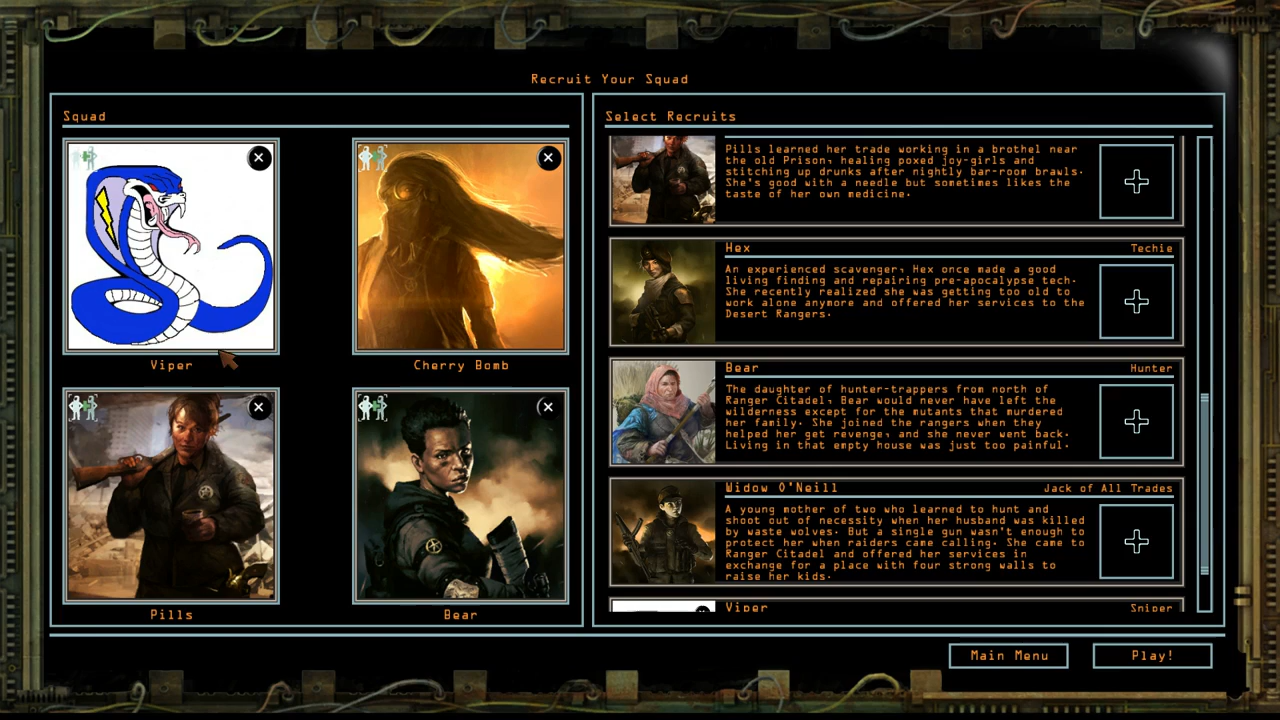 Recruit Your Squad
Squad
Viper
Cherry Bomb
Pills
Bear
Select Recruits
Pills learned her trade working in a brothel near
the old Prison, healing poxed joy-girls and
stitching up drunks after nightly bar-room brawls.
She's good with a needle but sometimes likes the
taste of her own medicine.
Hex
Techie
An experienced scavenger, Hex once made a good
living finding and repairing pre-apocalypse tech.
She recently realized she was getting too old to
work alone anymore and offered her services to the
Desert Rangers.
Bear
Hunter
The daughter of hunter-trappers from north of
Ranger Citadel, Bear would never have left the
wilderness except for the mutants that murdered
her family. She joined the rangers when they
helped her get revenge, and she never went back.
Living in that empty house was just too painful.
Widow O'Neill
Jack of All Trades
A young mother of two who learned to hunt and
shoot out of necessity when her husband was killed
by waste wolves. But a single gun wasn't enough to
protect her when raiders came calling. She came to
Ranger Citadel and offered her services in
exchange for a place with four strong walls to
raise her kids.
Viper
Sniper
Main Menu
Play!